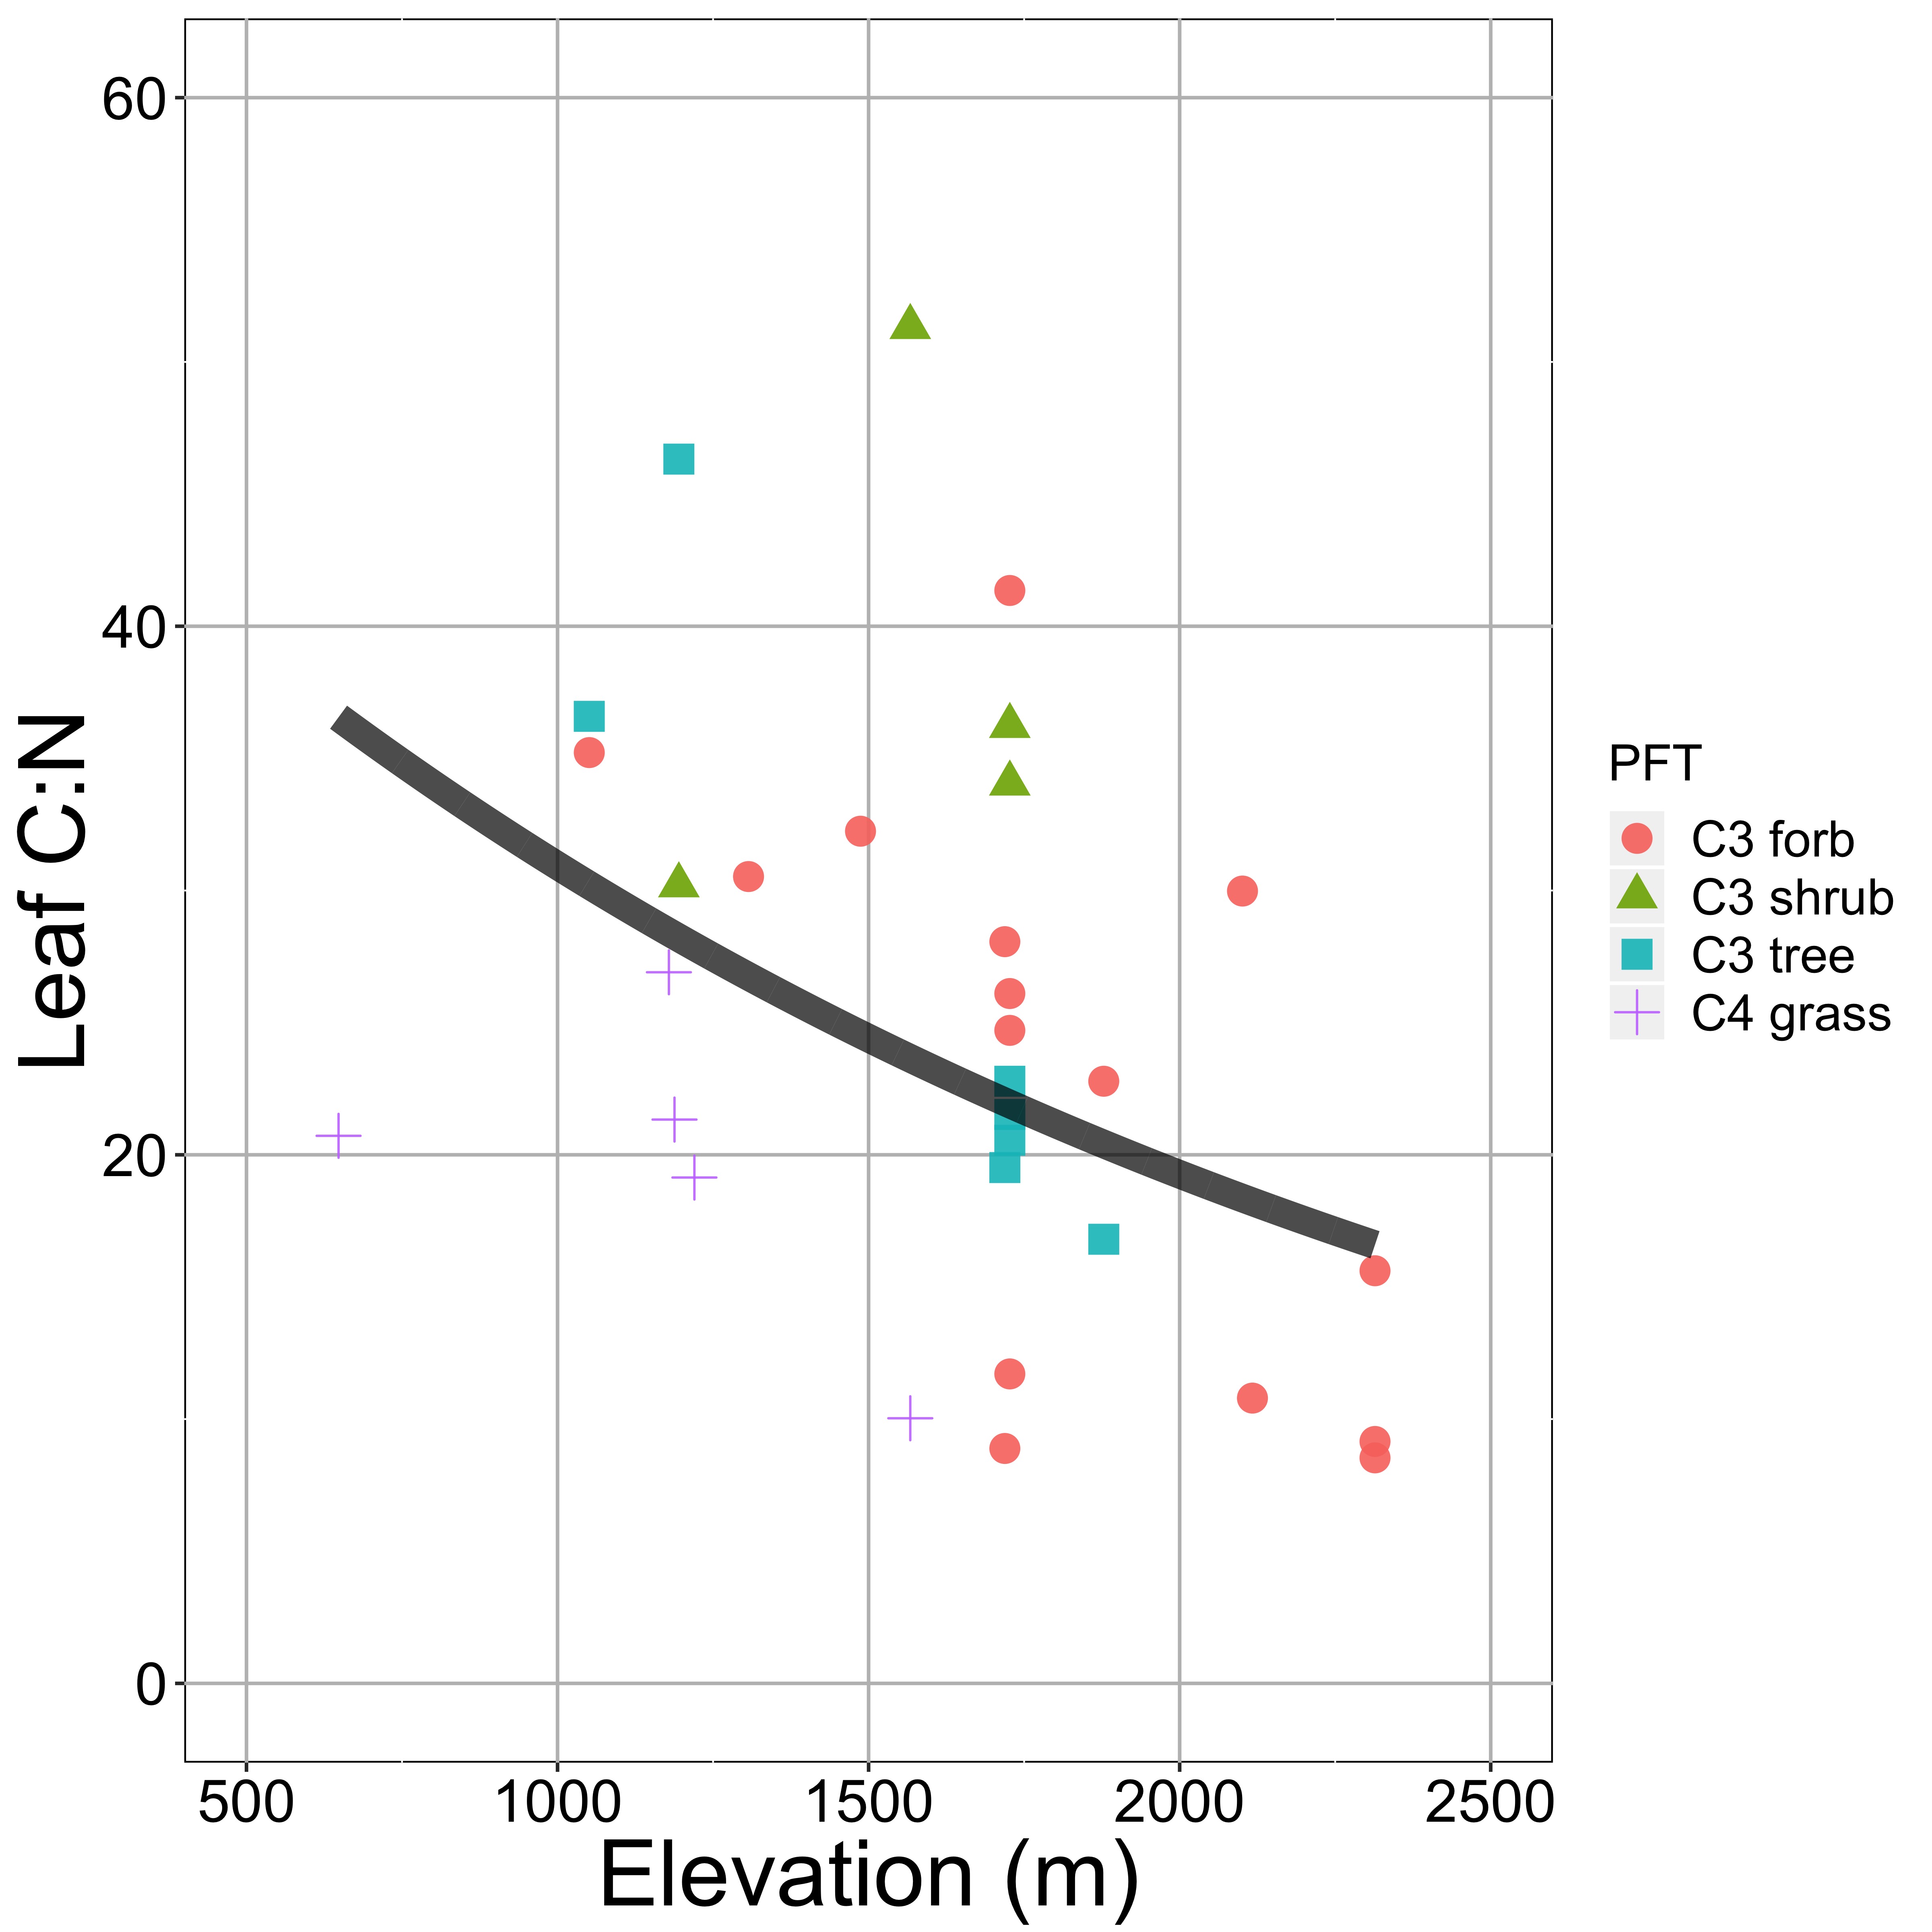 60
40
20
0
Leaf C:N
500 1000 1500 2000 2500
Elevation (m)
PFT
C3 forb
C3 shrub
C3 tree
C4 grass